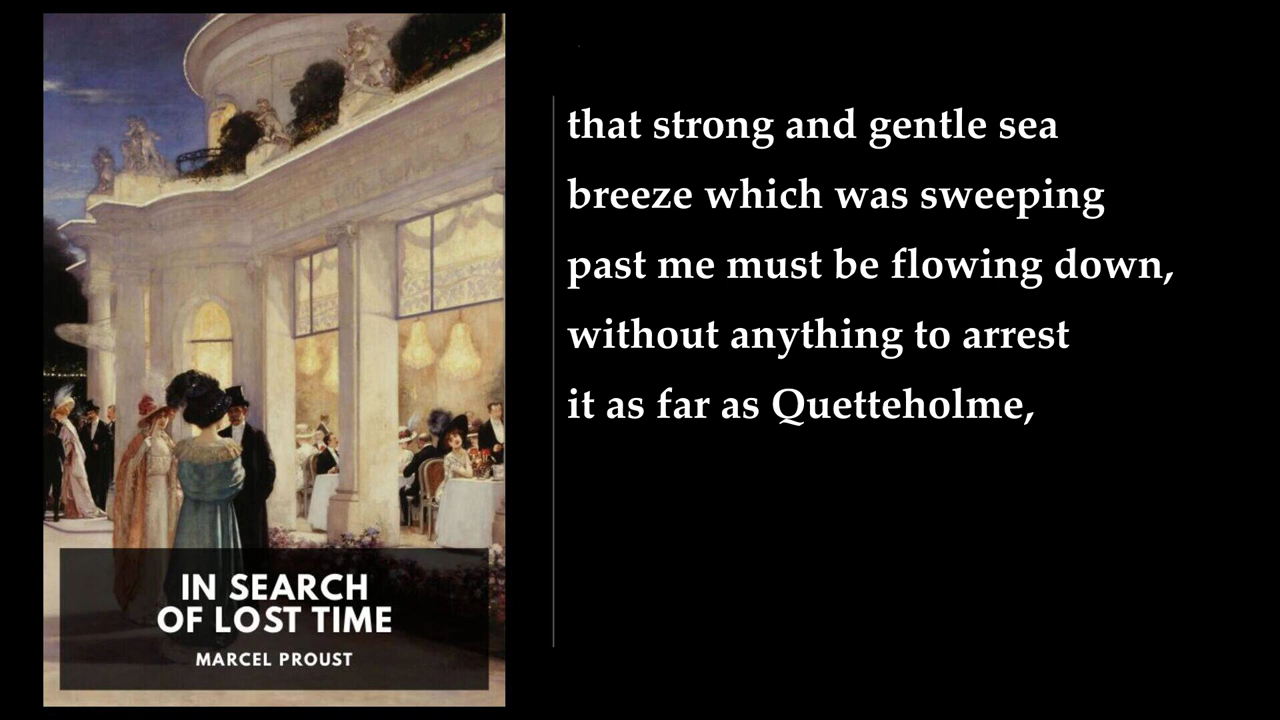 that strong and gentle sea
breeze which was sweeping
past me must be flowing down,
without anything to arrest
it as far as Quetteholme,
IN SEARCH
OF LOST TIME
MARCEL PROUST